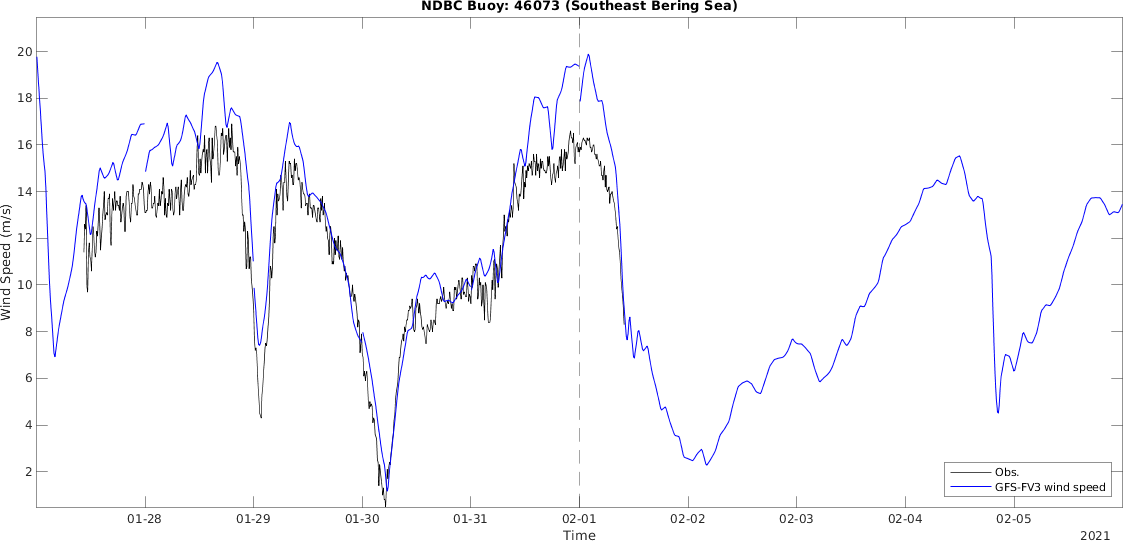 NDBC Buoy: 46073 (Southeast Bering Sea)
20
18
16
14
12
10
8
6
4
2
Wind Speed (m/s)
Obs.
GFS-FV3 wind speed
01-28 01-29 01-30 01-31 02-01 02-02 02-03 02-04 02-05
Time
2021